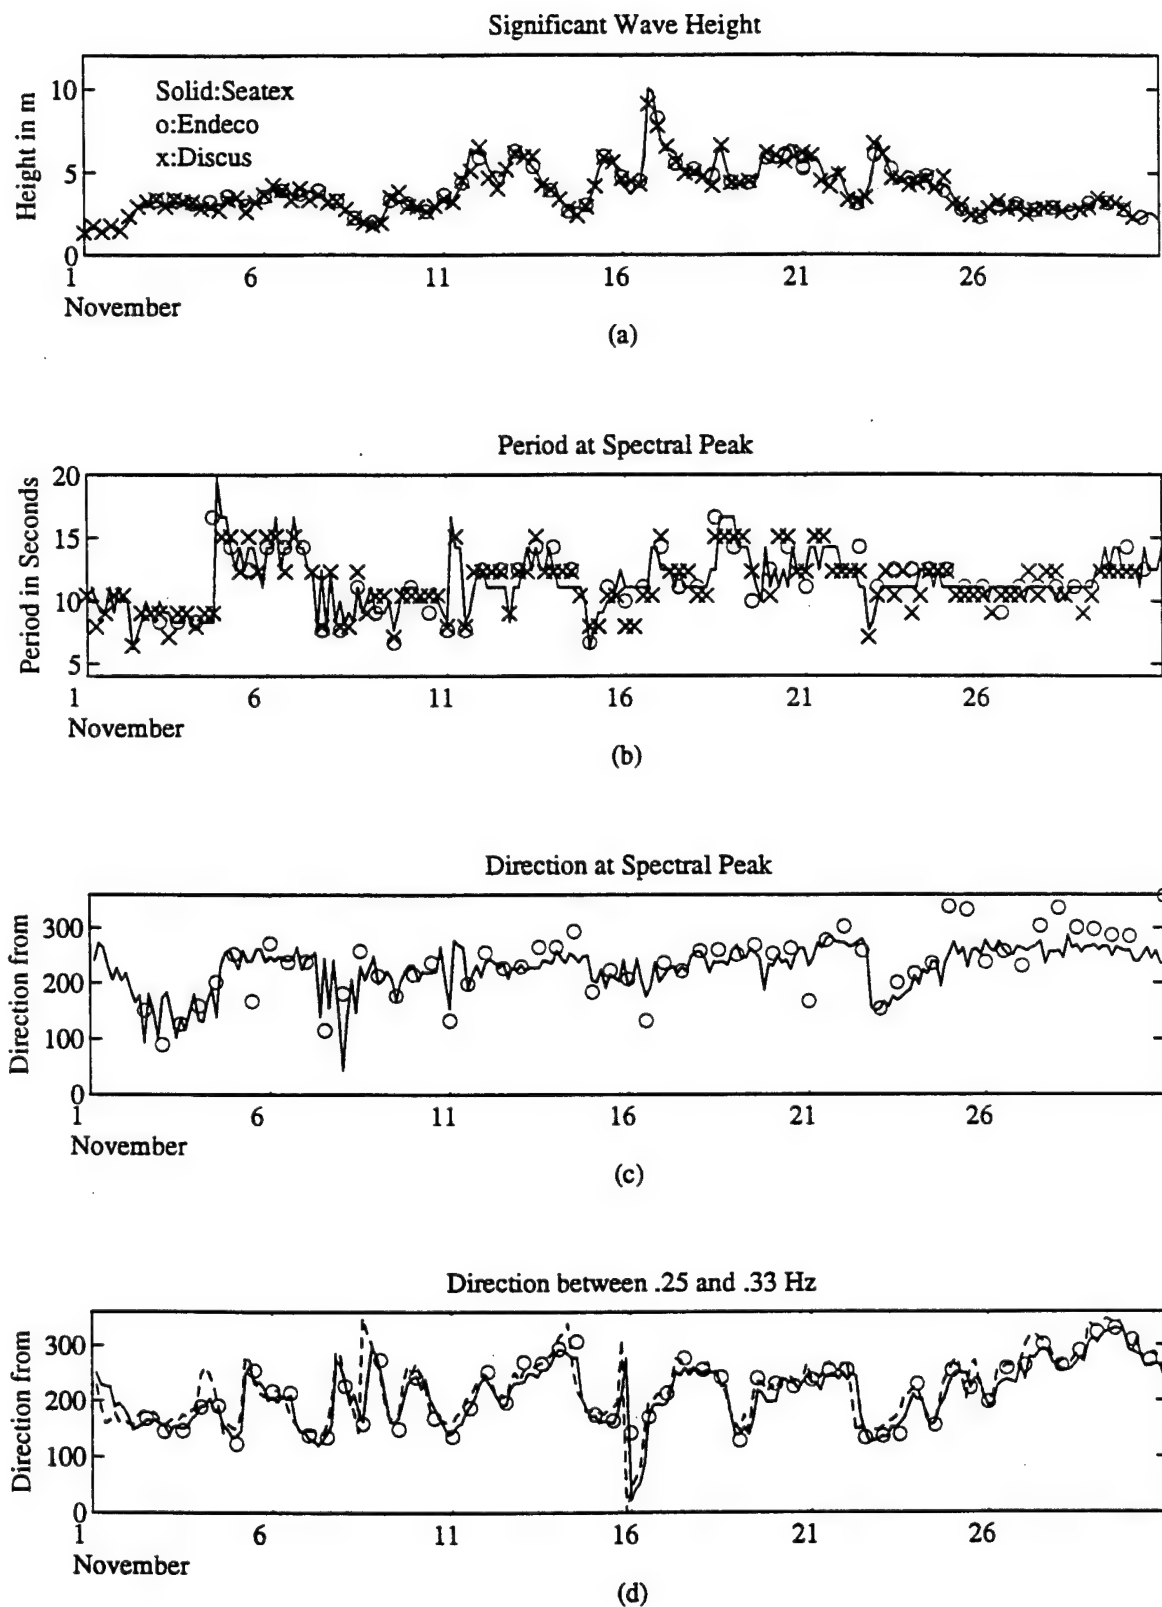 Significant Wave Height
Height in m
10
5
0
Solid:Seatex
o:Endeco
x:Discus
1 6 11 16 21 26
November
(a)
Period at Spectral Peak
Period in Seconds
20
15
10
5
1 6 11 16 21 26
November
(b)
Direction at Spectral Peak
Direction from
300
200
100
0
1 6 11 16 21 26
November
(c)
Direction between .25 and .33 Hz
Direction from
300
200
100
0
1 6 11 16 21 26
November
(d)